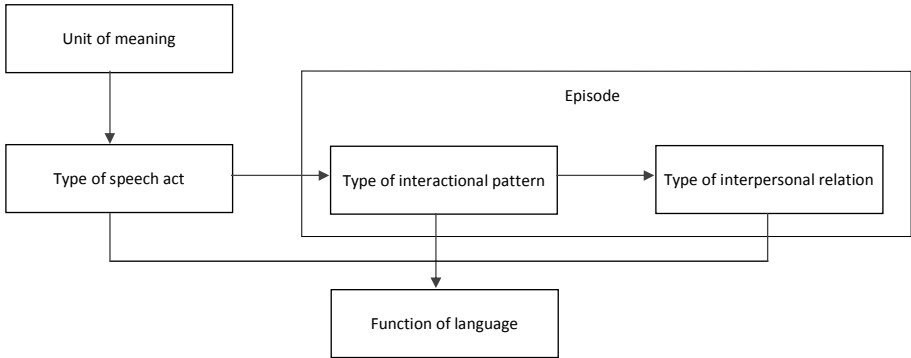 Unit of meaning
Episode
Type of speech act
Type of interactional pattern
Type of interpersonal relation
Function of language